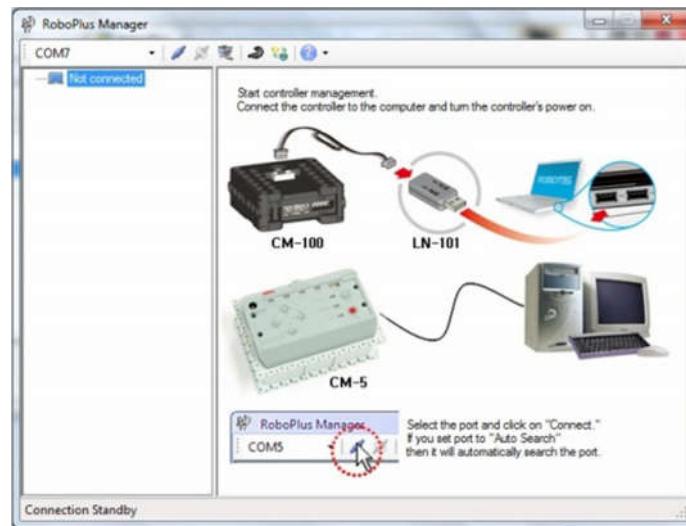 RoboPlus Manager
COM7
Not connected
Start controller management.
Connect the controller to the computer and turn the controller's power on.
ROBOTIS
CM-100
LN-101
CM-5
RoboPlus Manager
COM5
Select the port and click on "Connect."
If you set port to "Auto Search"
then it will automatically search the port.
Connection Standby